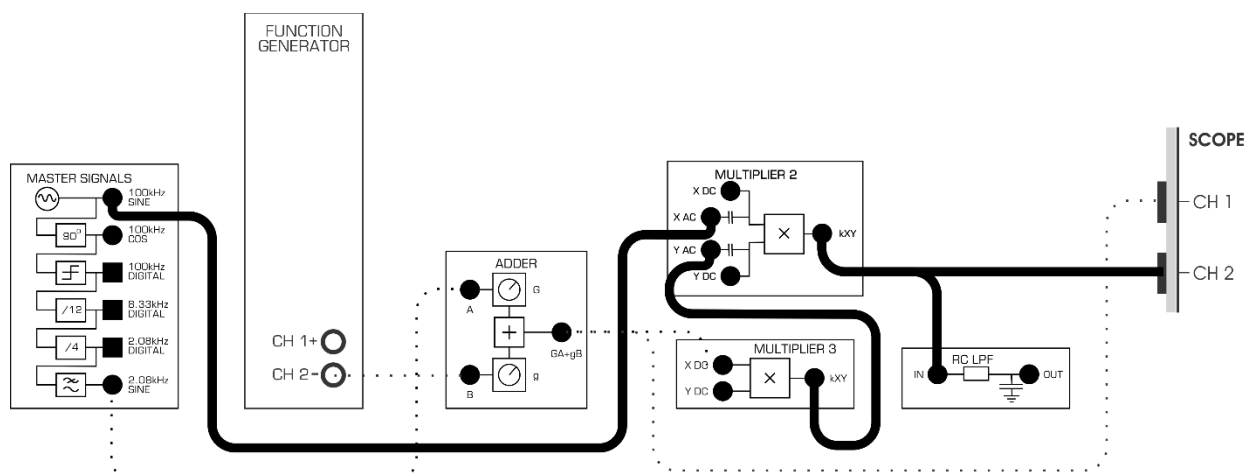 FUNCTION
GENERATOR
CH 1+
CH 2-
MASTER SIGNALS
100kHz
SINE
90°
100kHz
COS
100kHz
DIGITAL
/12
8.33kHz
DIGITAL
/4
2.08kHz
DIGITAL
2.08kHz
SINE
ADDER
A
G
+
GA+gB
B
g
MULTIPLIER 2
X DC
X AC
×
kXY
Y AC
Y DC
MULTIPLIER 3
X DC
×
kXY
Y DC
RC LPF
IN
OUT
SCOPE
CH 1
CH 2